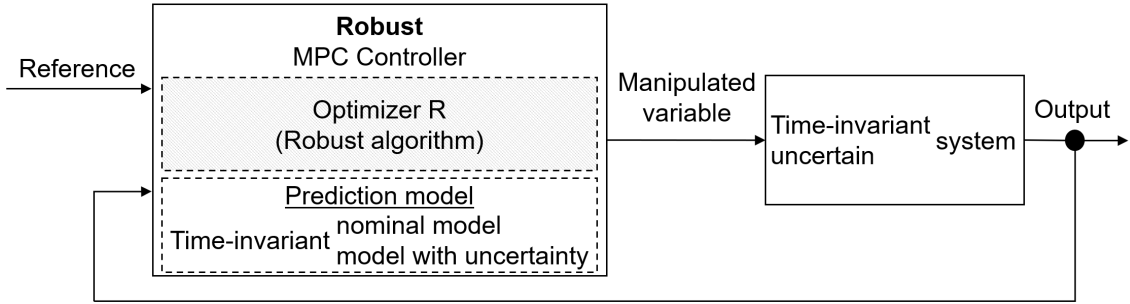 Robust
MPC Controller
Reference
Optimizer R
(Robust algorithm)
Prediction model
Time-invariant
nominal model
model with uncertainty
Manipulated
variable
Time-invariant
uncertain
system
Output